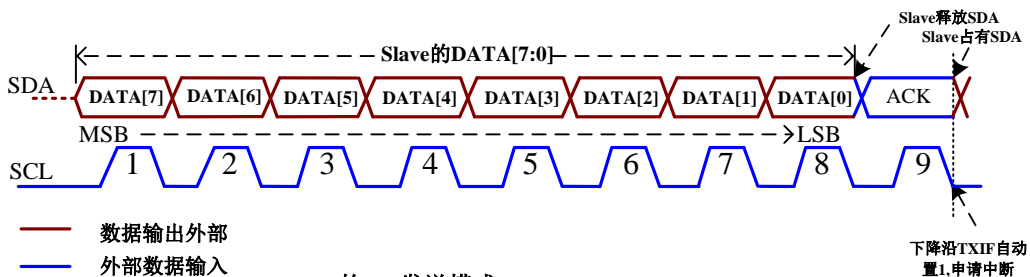 Slave释放SDA
Slave占有SDA
Slave的DATA[7:0]
SDA
DATA[7] DATA[6] DATA[5] DATA[4] DATA[3] DATA[2] DATA[1] DATA[0] ACK
MSB LSB
SCL
1 2 3 4 5 6 7 8 9
数据输出外部
外部数据输入
下降沿TXIF自动
置1,申请中断